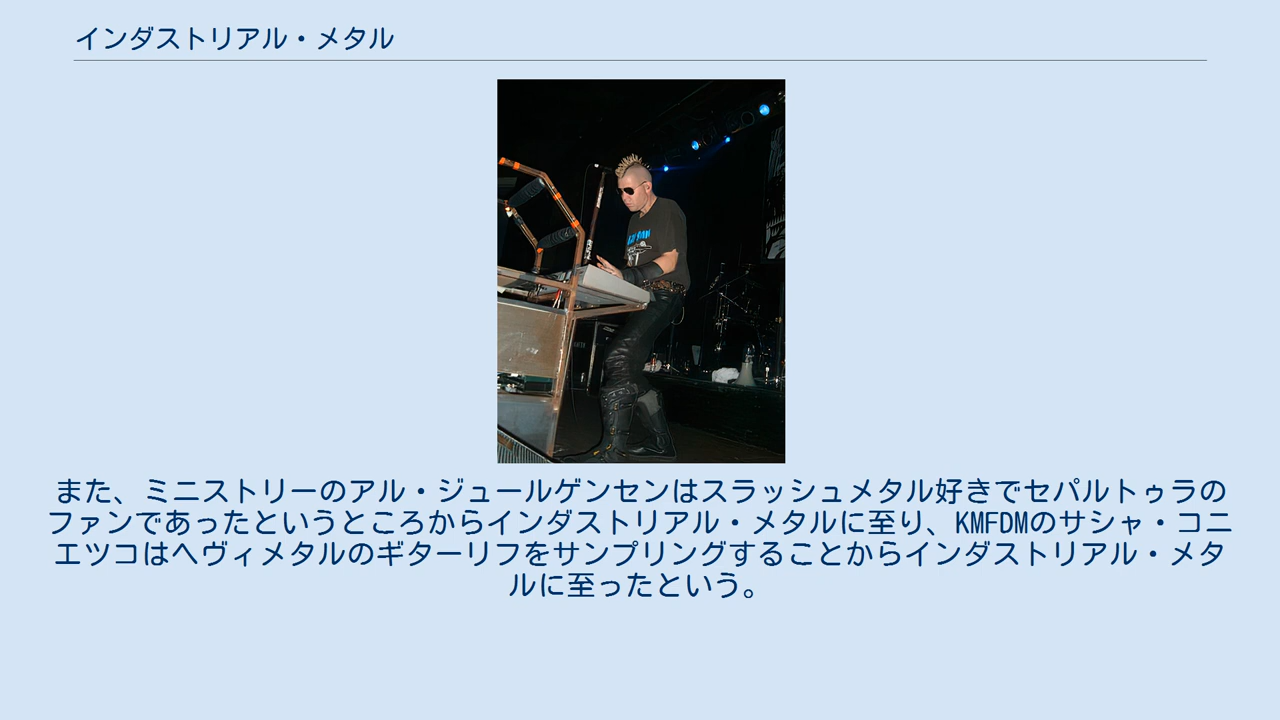 インダストリアル・メタル
また、ミニストリーのアル・ジュールゲンセンはスラッシュメタル好きでセパルトゥラの
ファンであったというところからインダストリアル・メタルに至り、KMFDMのサシャ・コニ
エツコはヘヴィメタルのギターリフをサンプリングすることからインダストリアル・メタ
ルに至ったという。